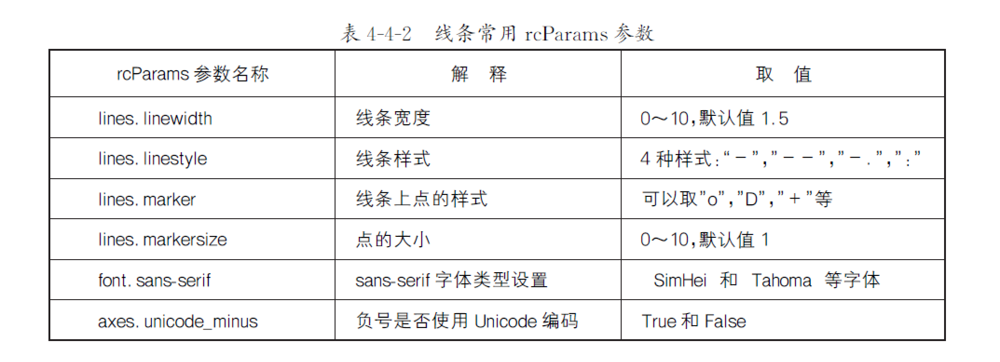 表 4-4-2 线条常用 rcParams 参数
rcParams 参数名称 解 释 取 值
lines. linewidth 线条宽度 0～10,默认值 1.5
lines. linestyle 线条样式 4 种样式:“－”,”－－”,”－.”,”:”
lines. marker 线条上点的样式 可以取”o”,”D”,”+”等
lines. markersize 点的大小 0～10,默认值 1
font. sans-serif sans-serif 字体类型设置 SimHei 和 Tahoma 等字体
axes. unicode_minus 负号是否使用 Unicode 编码 True 和 False